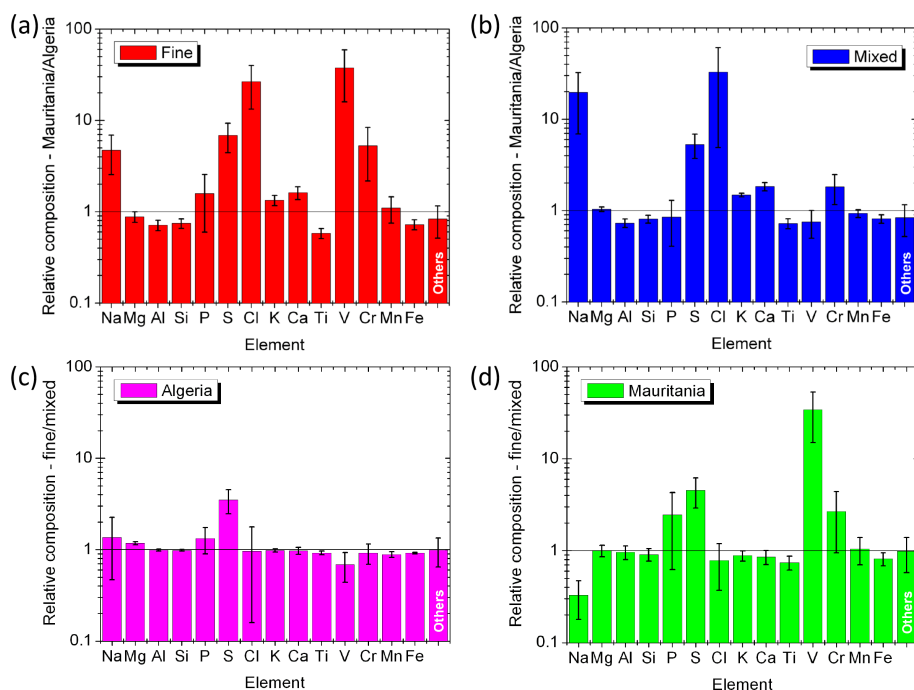 (a)
Relative composition - Mauritania/Algeria
100
10
1
0.1
Fine
Others
Na Mg Al Si P S Cl K Ca Ti V Cr Mn Fe
Element
(b)
Relative composition - Mauritania/Algeria
100
10
1
0.1
Mixed
Others
Na Mg Al Si P S Cl K Ca Ti V Cr Mn Fe
Element
(c)
Relative composition - fine/mixed
100
10
1
0.1
Algeria
Others
Na Mg Al Si P S Cl K Ca Ti V Cr Mn Fe
Element
(d)
Relative composition - fine/mixed
100
10
1
0.1
Mauritania
Others
Na Mg Al Si P S Cl K Ca Ti V Cr Mn Fe
Element